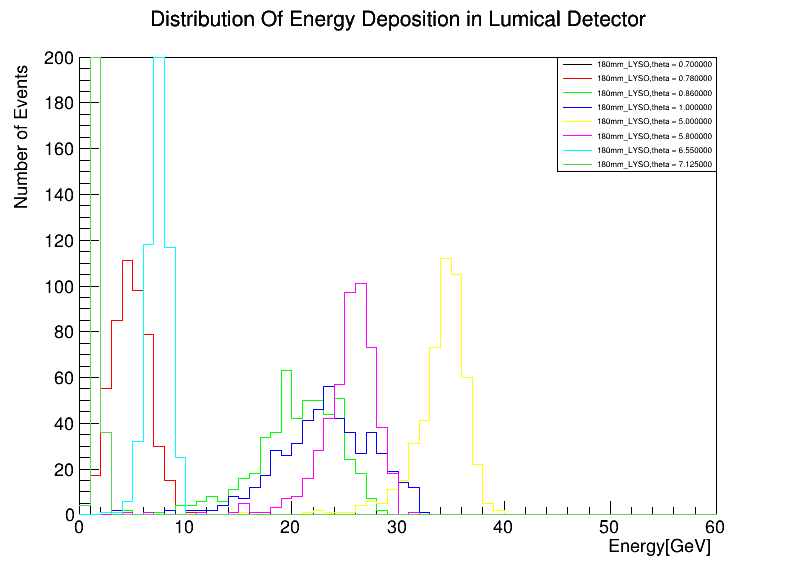 Distribution Of Energy Deposition in Lumical Detector
Number of Events
200
180
160
140
120
100
80
60
40
20
0
0 10 20 30 40 50 60
Energy[GeV]
180mm_LYSO,theta = 0.700000
180mm_LYSO,theta = 0.780000
180mm_LYSO,theta = 0.860000
180mm_LYSO,theta = 1.000000
180mm_LYSO,theta = 5.000000
180mm_LYSO,theta = 5.800000
180mm_LYSO,theta = 6.550000
180mm_LYSO,theta = 7.125000